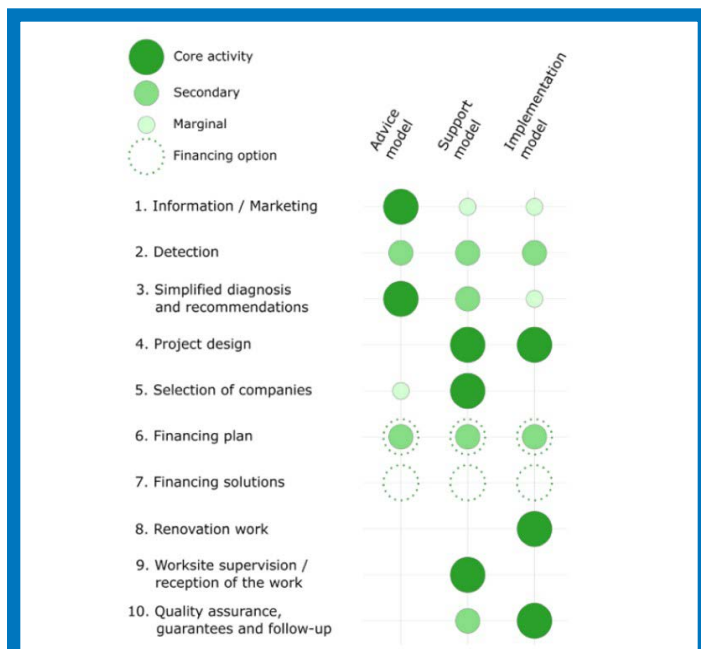 Core activity
Secondary
Marginal
Financing option
Advice
model
Support
model
Implementation
model
1. Information / Marketing
2. Detection
3. Simplified diagnosis
and recommendations
4. Project design
5. Selection of companies
6. Financing plan
7. Financing solutions
8. Renovation work
9. Worksite supervision /
reception of the work
10. Quality assurance,
guarantees and follow-up